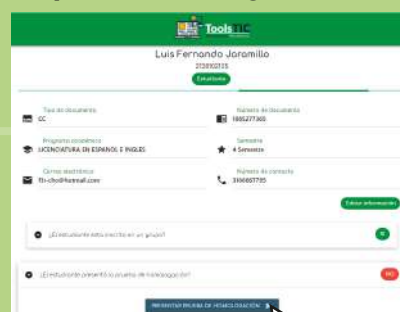 ToolsTIC
Luis Fernando Jaramillo
Estudiante
Tipo de documento
CC
Número de documento
Programa académico
LICENCIATURA EN ESPAÑOL E INGLES
Semestre
4 Semestre
Correo electrónico
Número de contacto
Editar información
¿El estudiante está inscrito en un grupo?
¿El estudiante presentó la prueba de homologación?
NO
PRESENTAR PRUEBA DE HOMOLOGACIÓN